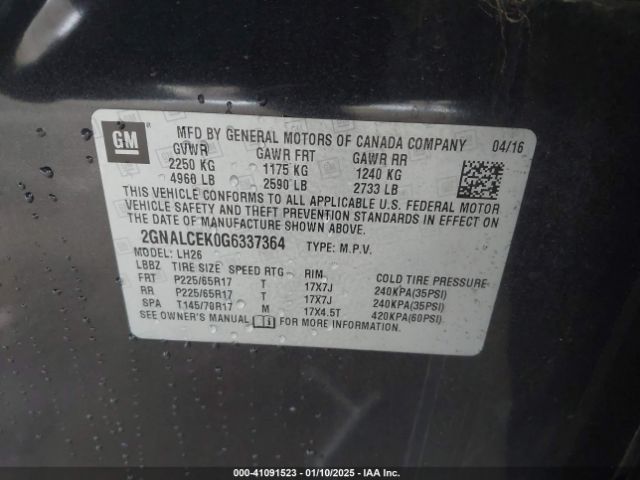 GM
MFD BY GENERAL MOTORS OF CANADA COMPANY 04/16
GVWR GAWR FRT GAWR RR
2250 KG 1175 KG 1240 KG
4960 LB 2590 LB 2733 LB
THIS VEHICLE CONFORMS TO ALL APPLICABLE U.S. FEDERAL MOTOR
VEHICLE SAFETY AND THEFT PREVENTION STANDARDS IN EFFECT ON
THE DATE OF MANUFACTURE SHOWN ABOVE.
2GNALCEK0G6337364 TYPE: M.P.V.
MODEL: LH26
LBBZ TIRE SIZE SPEED RTG RIM COLD TIRE PRESSURE
FRT P225/65R17 T 17X7J 240KPA(35PSI)
RR P225/65R17 T 17X7J 240KPA(35PSI)
SPA T145/70R17 M 17X4.5T 420KPA(60PSI)
SEE OWNER'S MANUAL FOR MORE INFORMATION.
000-41091523 — 01/10/2025 — IAA Inc.